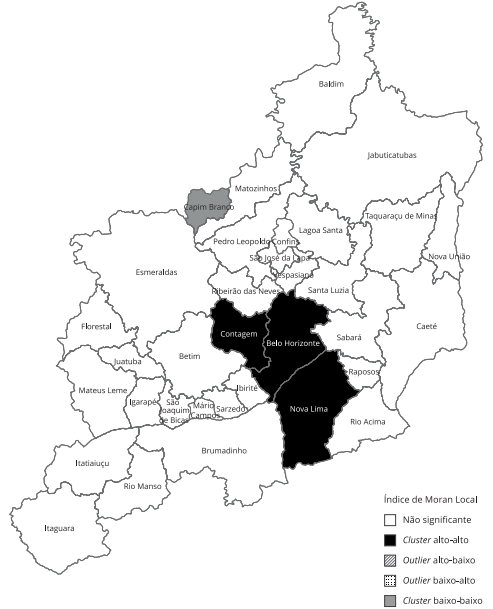 Baldim
Jabuticatubas
Matozinhos
Capim Branco
Taquaraçu de Minas
Lagoa Santa
Pedro Leopoldo
Confins
Nova União
São José da Lapa
Vespasiano
Esmeraldas
Ribeirão das Neves
Santa Luzia
Florestal
Contagem
Belo Horizonte
Sabará
Caeté
Juatuba
Betim
Raposos
Mateus Leme
Ibirité
Igarapé
São
Joaquim
de Bicas
Mário
Campos
Sarzedo
Nova Lima
Rio Acima
Itatiaiuçu
Brumadinho
Rio Manso
Itaguara
Índice de Moran Local
Não significante
Cluster alto-alto
Outlier alto-baixo
Outlier baixo-alto
Cluster baixo-baixo